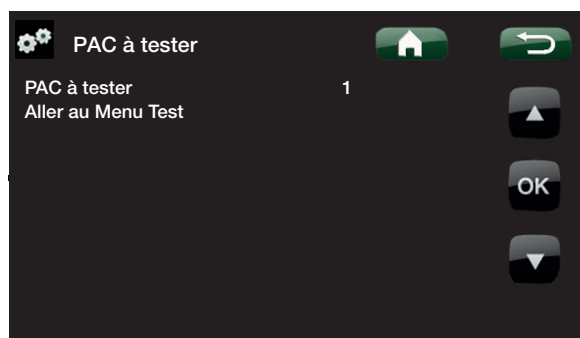 PAC à tester
PAC à tester 1
Aller au Menu Test
OK